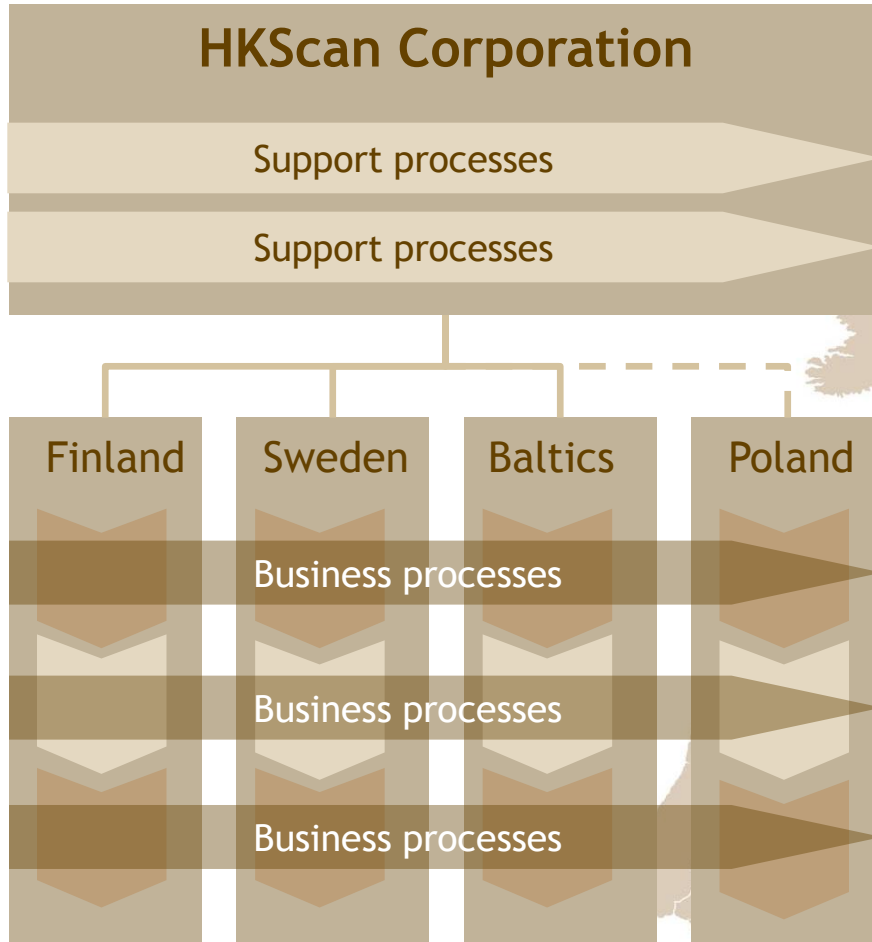 HKScan Corporation
Support processes
Support processes
Finland
Sweden
Baltics
Poland
Business processes
Business processes
Business processes